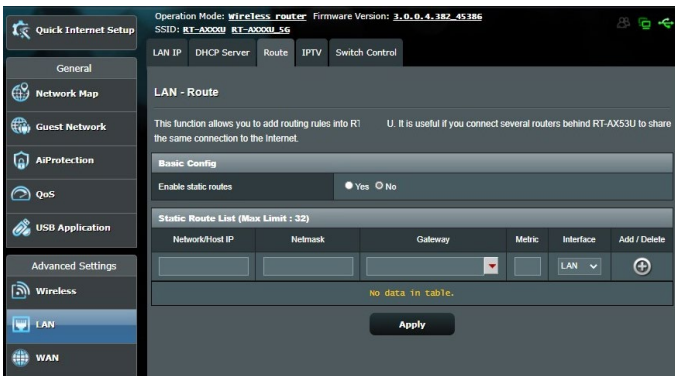 Quick Internet Setup
General
Network Map
Guest Network
AiProtection
QoS
USB Application
Advanced Settings
Wireless
LAN
WAN
Operation Mode: Wireless router Firmware Version: 3.0.0.4.382_45386
SSID: RT-AXXXU RT-AXXXU_5G
LAN IP DHCP Server Route IPTV Switch Control
LAN - Route
This function allows you to add routing rules into RT U. It is useful if you connect several routers behind RT-AX53U to share
the same connection to the Internet.
Basic Config
Enable static routes Yes No
Static Route List (Max Limit : 32)
Network/Host IP Netmask Gateway Metric Interface Add / Delete
LAN
No data in table.
Apply